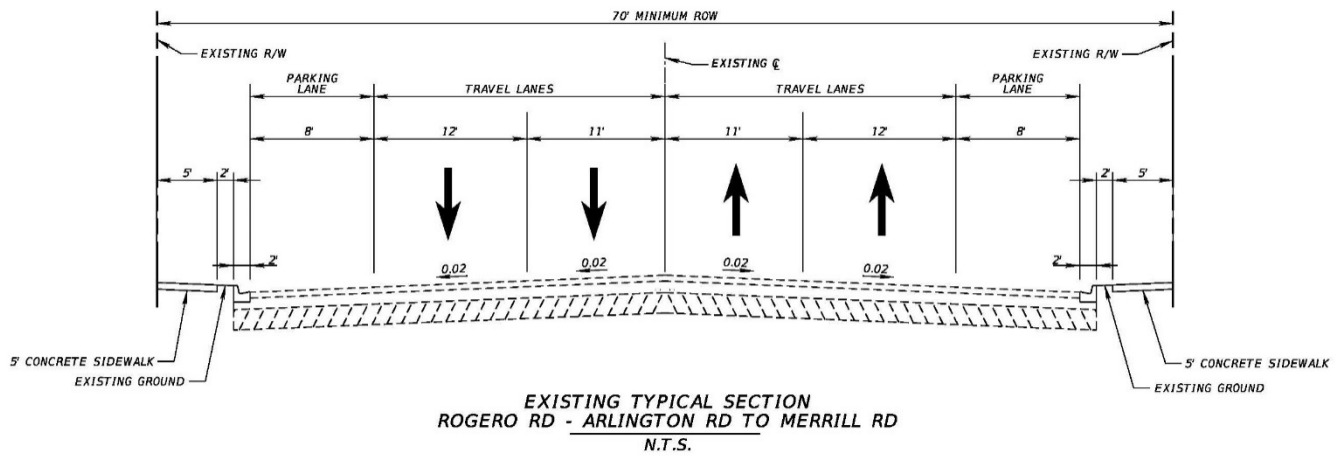 70' MINIMUM ROW
EXISTING R/W
EXISTING ℄
EXISTING R/W
PARKING
LANE
TRAVEL LANES
TRAVEL LANES
PARKING
LANE
8'
12'
11'
11'
12'
8'
5'
2'
2'
5'
2'
0.02
0.02
0.02
0.02
2'
5' CONCRETE SIDEWALK
EXISTING GROUND
5' CONCRETE SIDEWALK
EXISTING GROUND
EXISTING TYPICAL SECTION
ROGERO RD - ARLINGTON RD TO MERRILL RD
N.T.S.